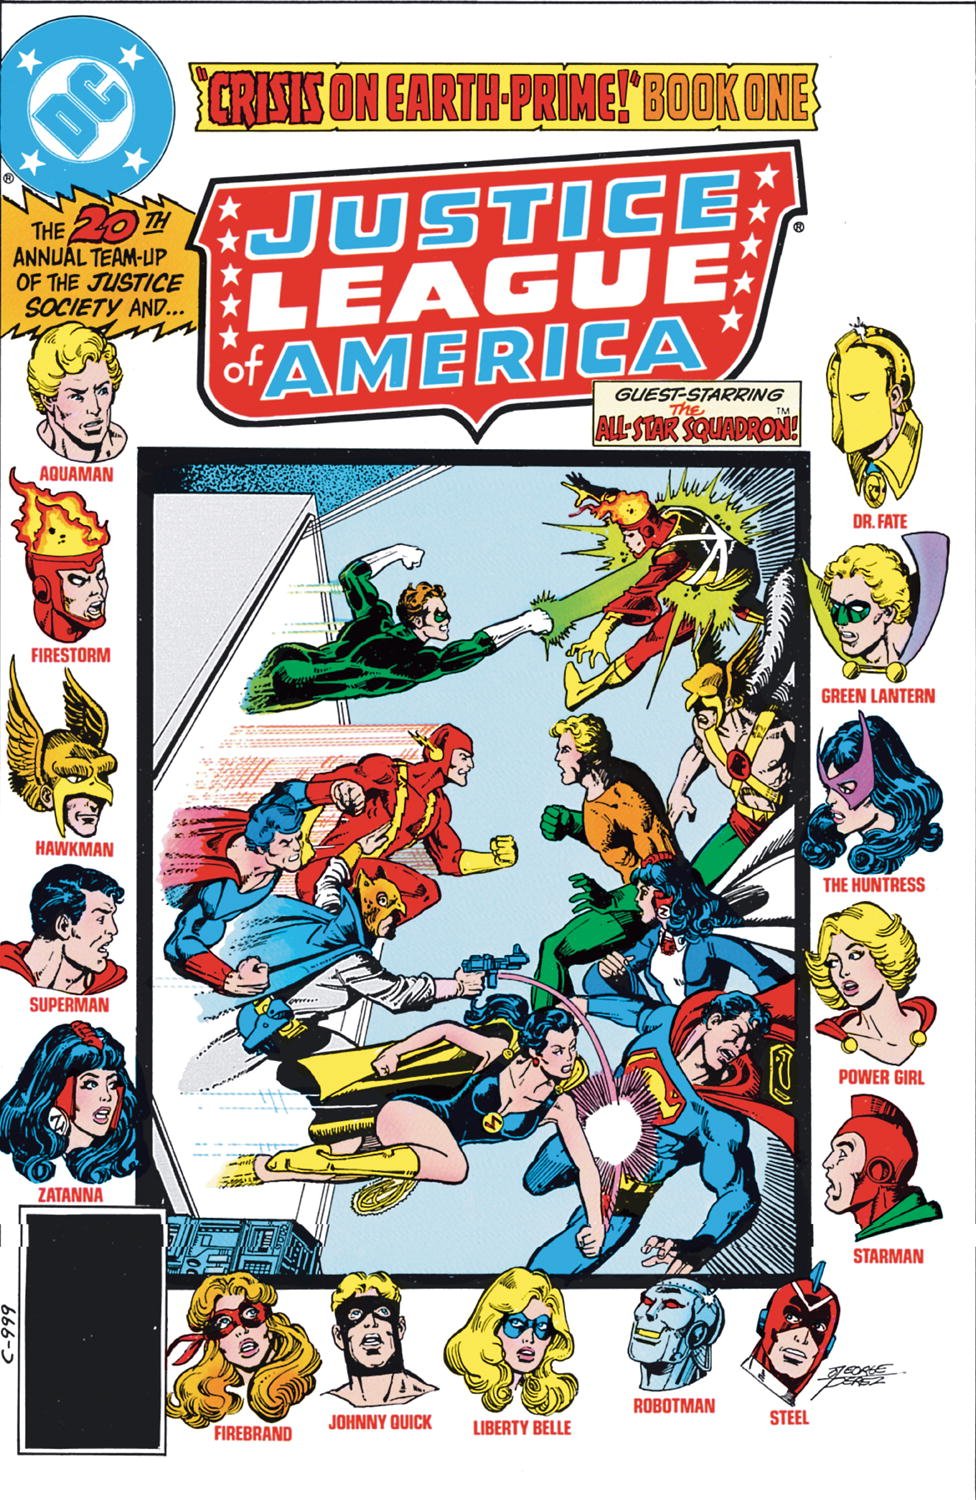 DC
®
"CRISIS ON EARTH-PRIME!" BOOK ONE
THE 20TH
ANNUAL TEAM-UP
OF THE JUSTICE
SOCIETY AND...
JUSTICE
LEAGUE
of AMERICA
®
GUEST-STARRING
The
ALL-STAR SQUADRON!™
AQUAMAN
FIRESTORM
HAWKMAN
SUPERMAN
ZATANNA
DR. FATE
GREEN LANTERN
THE HUNTRESS
POWER GIRL
STARMAN
FIREBRAND
JOHNNY QUICK
LIBERTY BELLE
ROBOTMAN
STEEL
GEORGE
PÉREZ
C-999